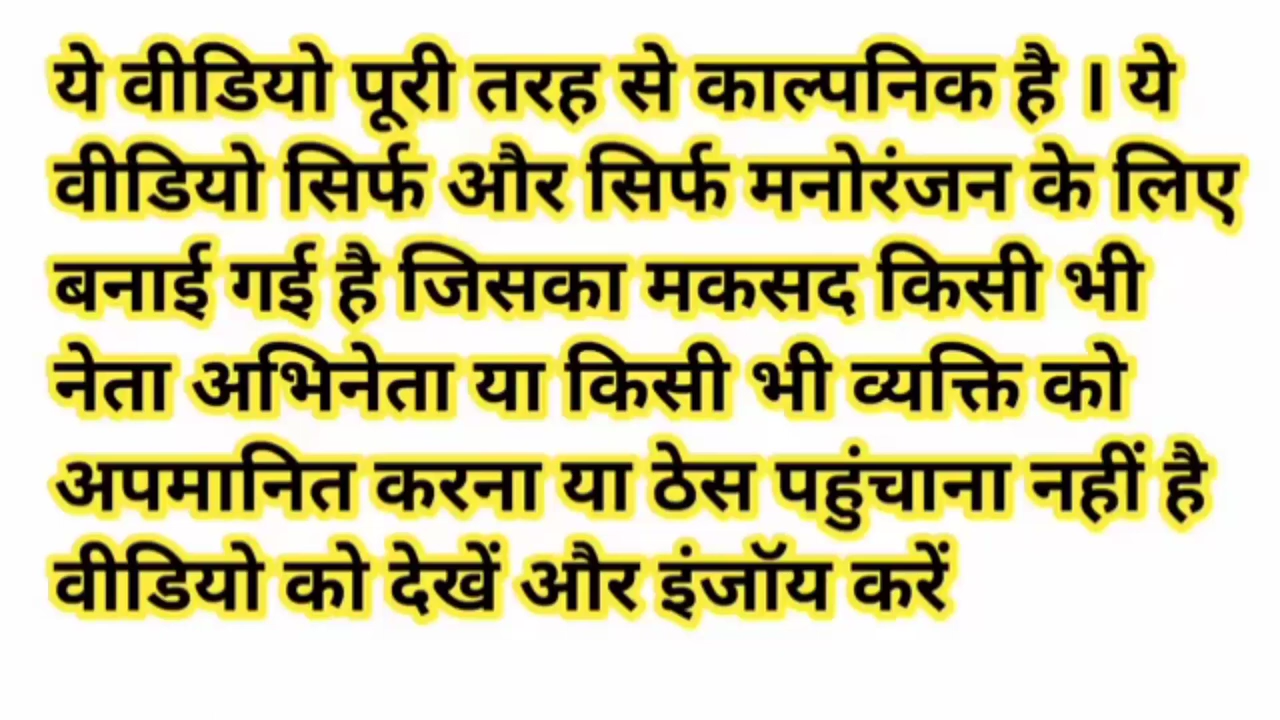 ये वीडियो पूरी तरह से काल्पनिक है । ये
वीडियो सिर्फ और सिर्फ मनोरंजन के लिए
बनाई गई है जिसका मकसद किसी भी
नेता अभिनेता या किसी भी व्यक्ति को
अपमानित करना या ठेस पहुंचाना नहीं है
वीडियो को देखें और इंजॉय करें